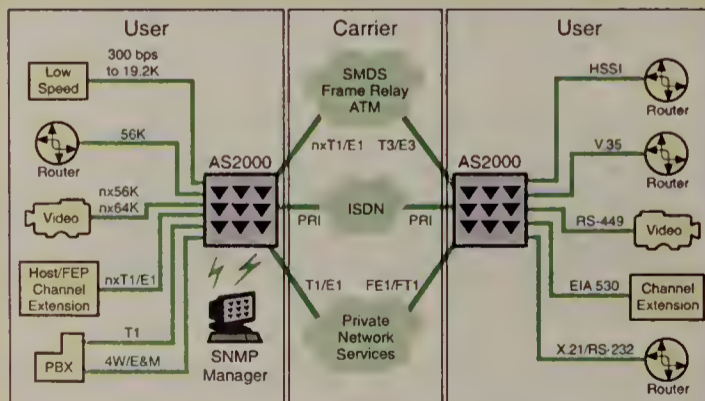 User
Carrier
User
Low
Speed
300 bps
to 19.2K
Router
56K
Video
nx56K
nx64K
Host/FEP
Channel
Extension
nxT1/E1
PBX
T1
4W/E&M
AS2000
SNMP
Manager
SMDS
Frame Relay
ATM
nxT1/E1
T3/E3
PRI
ISDN
PRI
T1/E1
FE1/FT1
Private
Network
Services
AS2000
HSSI
Router
V.35
Router
RS-449
Video
EIA 530
Channel
Extension
X.21/RS-232
Router